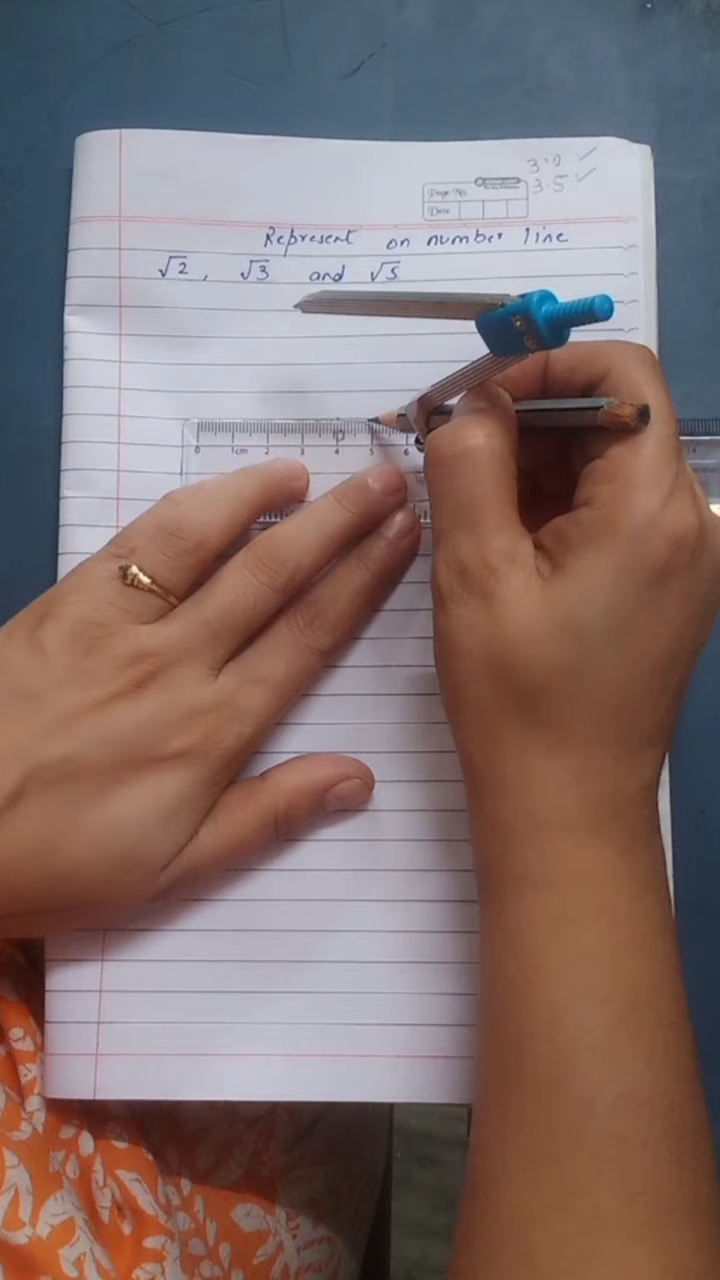 3.0 ✓
Page No.
3.5 ✓
Date
Represent on number line
√2, √3 and √5
0 1cm 2 3 4 5 6
14